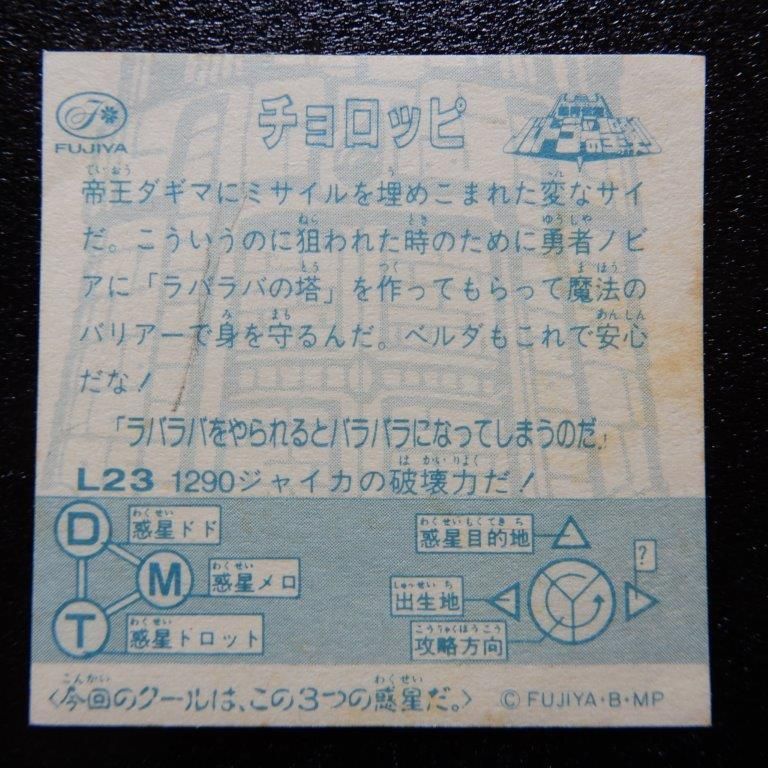 FUJIYA
チョロッピ
帝王ダギマにミサイルを埋めこまれた変なサイ
だ。こういうのに狙われた時のために勇者ノビ
アに「ラバラバの塔」を作ってもらって魔法の
バリアーで身を守るんだ。ベルダもこれで安心
だな!
「ラバラバをやられるとバラバラになってしまうのだ」
L23 1290ジャイカの破壊力だ!
D 惑星ドド
惑星目的地
?
M 惑星メロ
出生地
T 惑星ドロット
攻略方向
〈今回のクールは、この3つの惑星だ。〉 © FUJIYA・B・MP